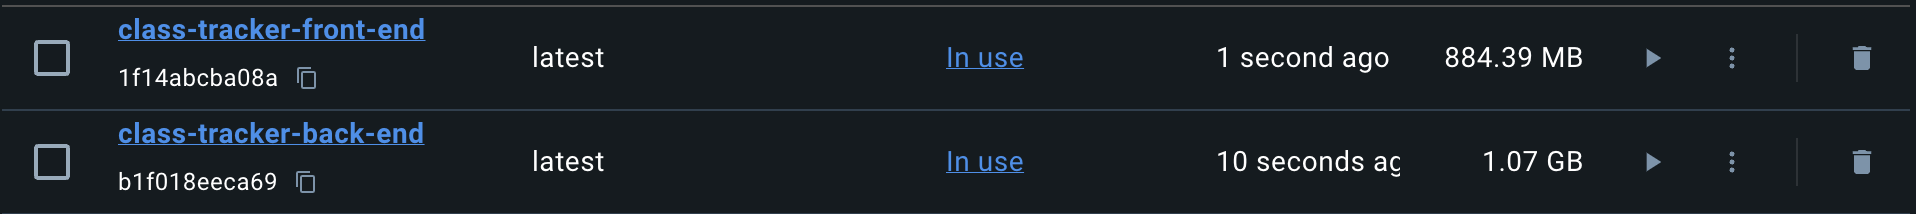 class-tracker-front-end
1f14abcba08a
latest
In use
1 second ago
884.39 MB
class-tracker-back-end
b1f018eeca69
latest
In use
10 seconds ag
1.07 GB